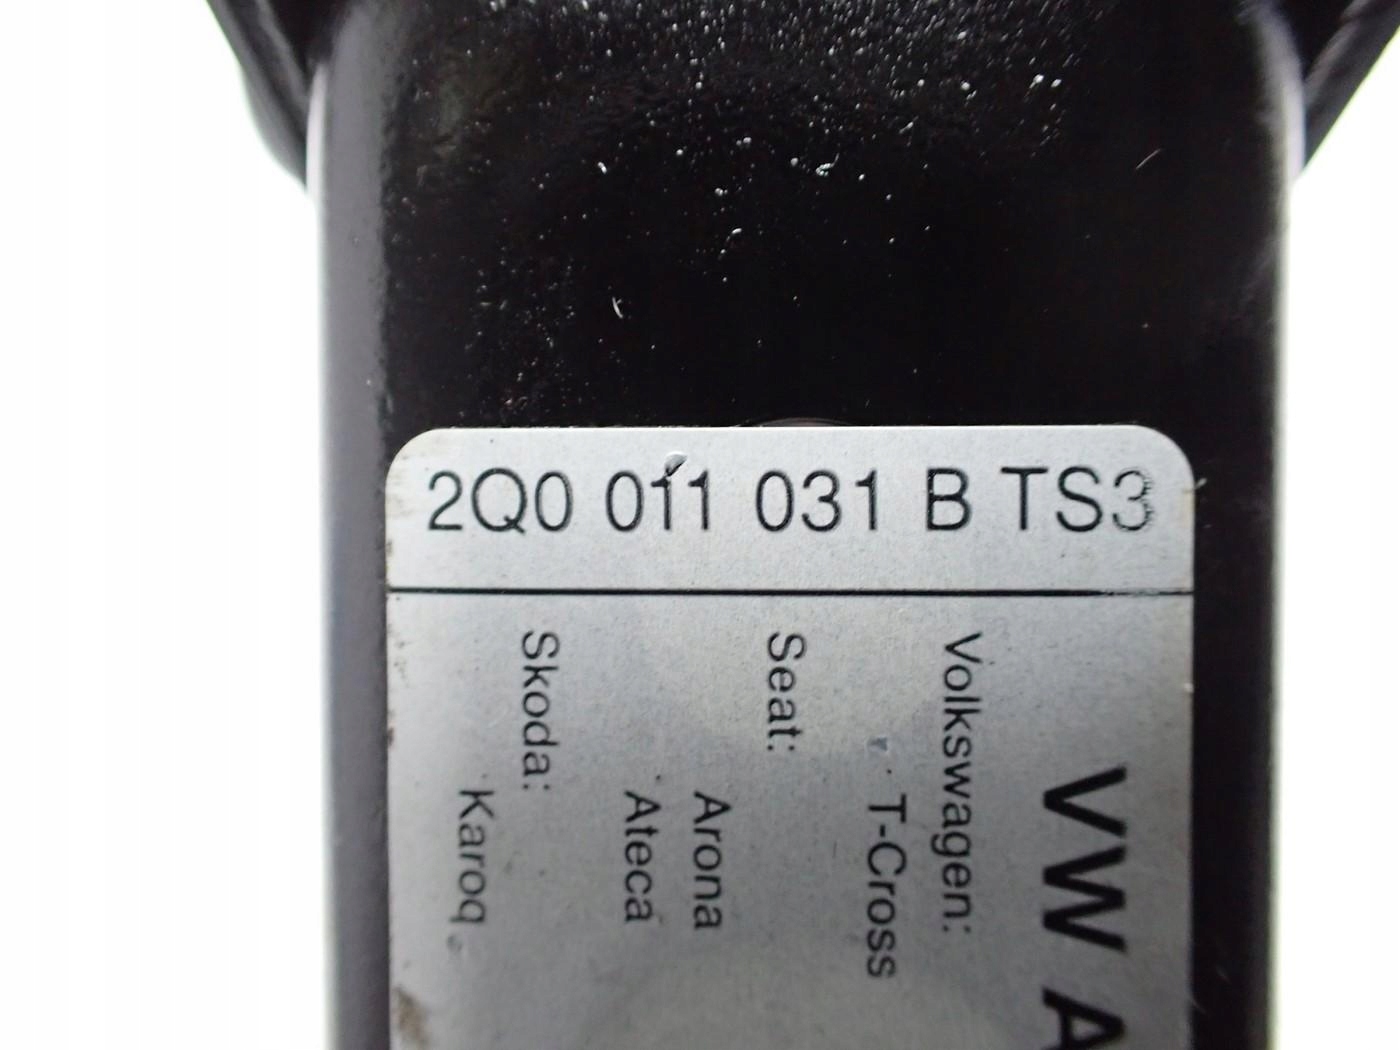 2Q0 011 031 B TS3
VW A
Volkswagen:
T-Cross
Seat:
Arona
Ateca
Skoda:
Karoq